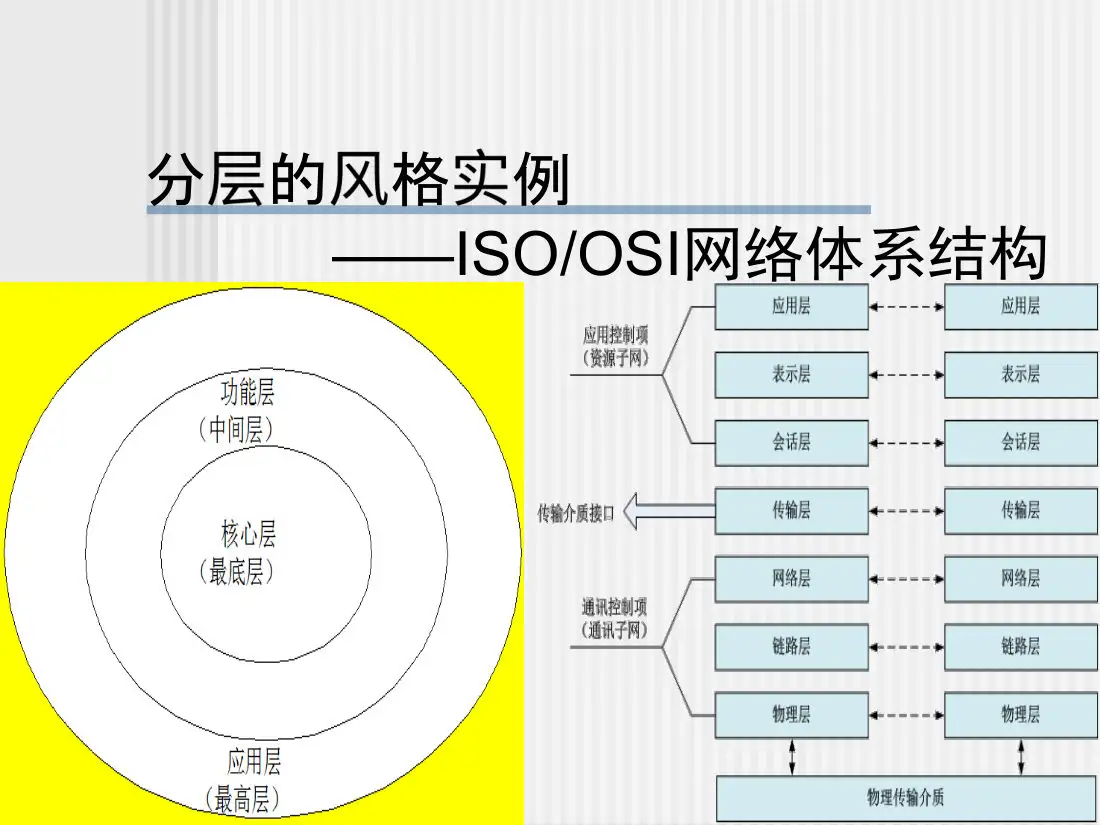 分层的风格实例
——ISO/OSI网络体系结构
功能层
（中间层）
核心层
（最底层）
应用层
（最高层）
应用控制项
（资源子网）
传输介质接口
通讯控制项
（通讯子网）
应用层
应用层
表示层
表示层
会话层
会话层
传输层
传输层
网络层
网络层
链路层
链路层
物理层
物理层
物理传输介质